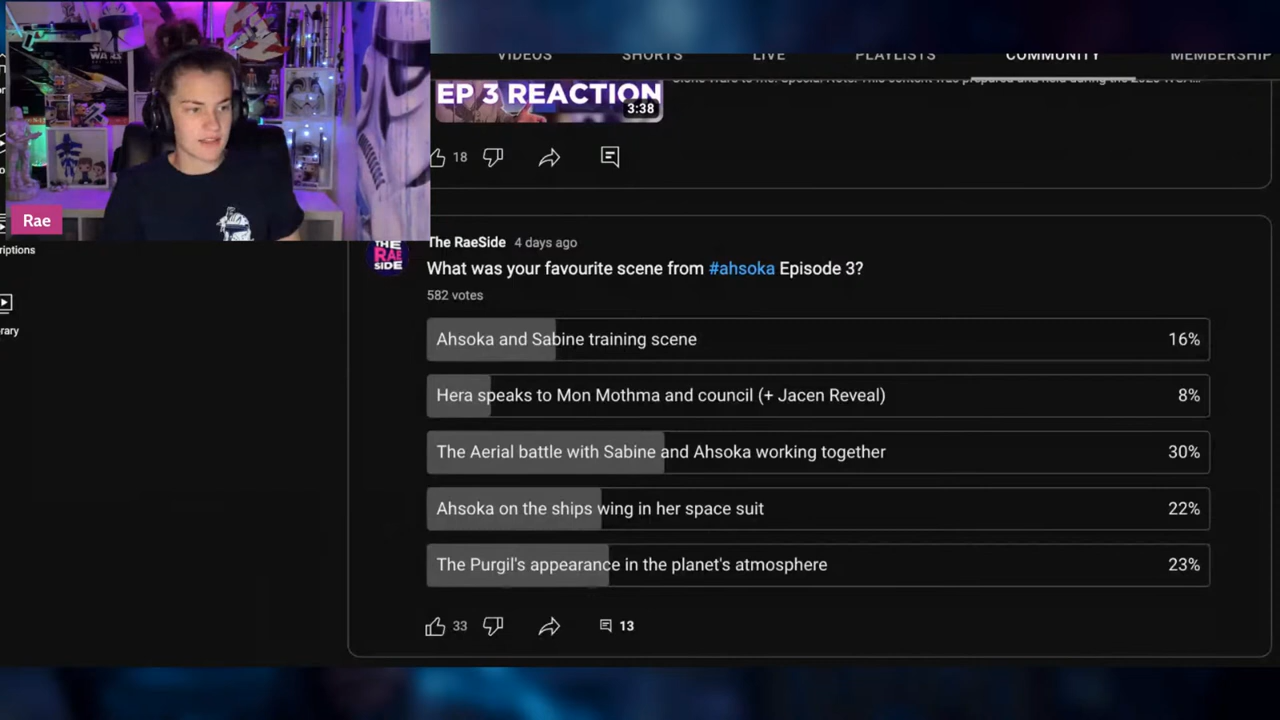 STAR
WARS
Rae
VIDEOS
SHORTS
LIVE
PLAYLISTS
COMMUNITY
MEMBERSHIP
EP 3 REACTION
3:38
18
riptions
rary
THE
RAE
SIDE
The RaeSide 4 days ago
What was your favourite scene from #ahsoka Episode 3?
582 votes
Ahsoka and Sabine training scene 16%
Hera speaks to Mon Mothma and council (+ Jacen Reveal) 8%
The Aerial battle with Sabine and Ahsoka working together 30%
Ahsoka on the ships wing in her space suit 22%
The Purgil's appearance in the planet's atmosphere 23%
33
13